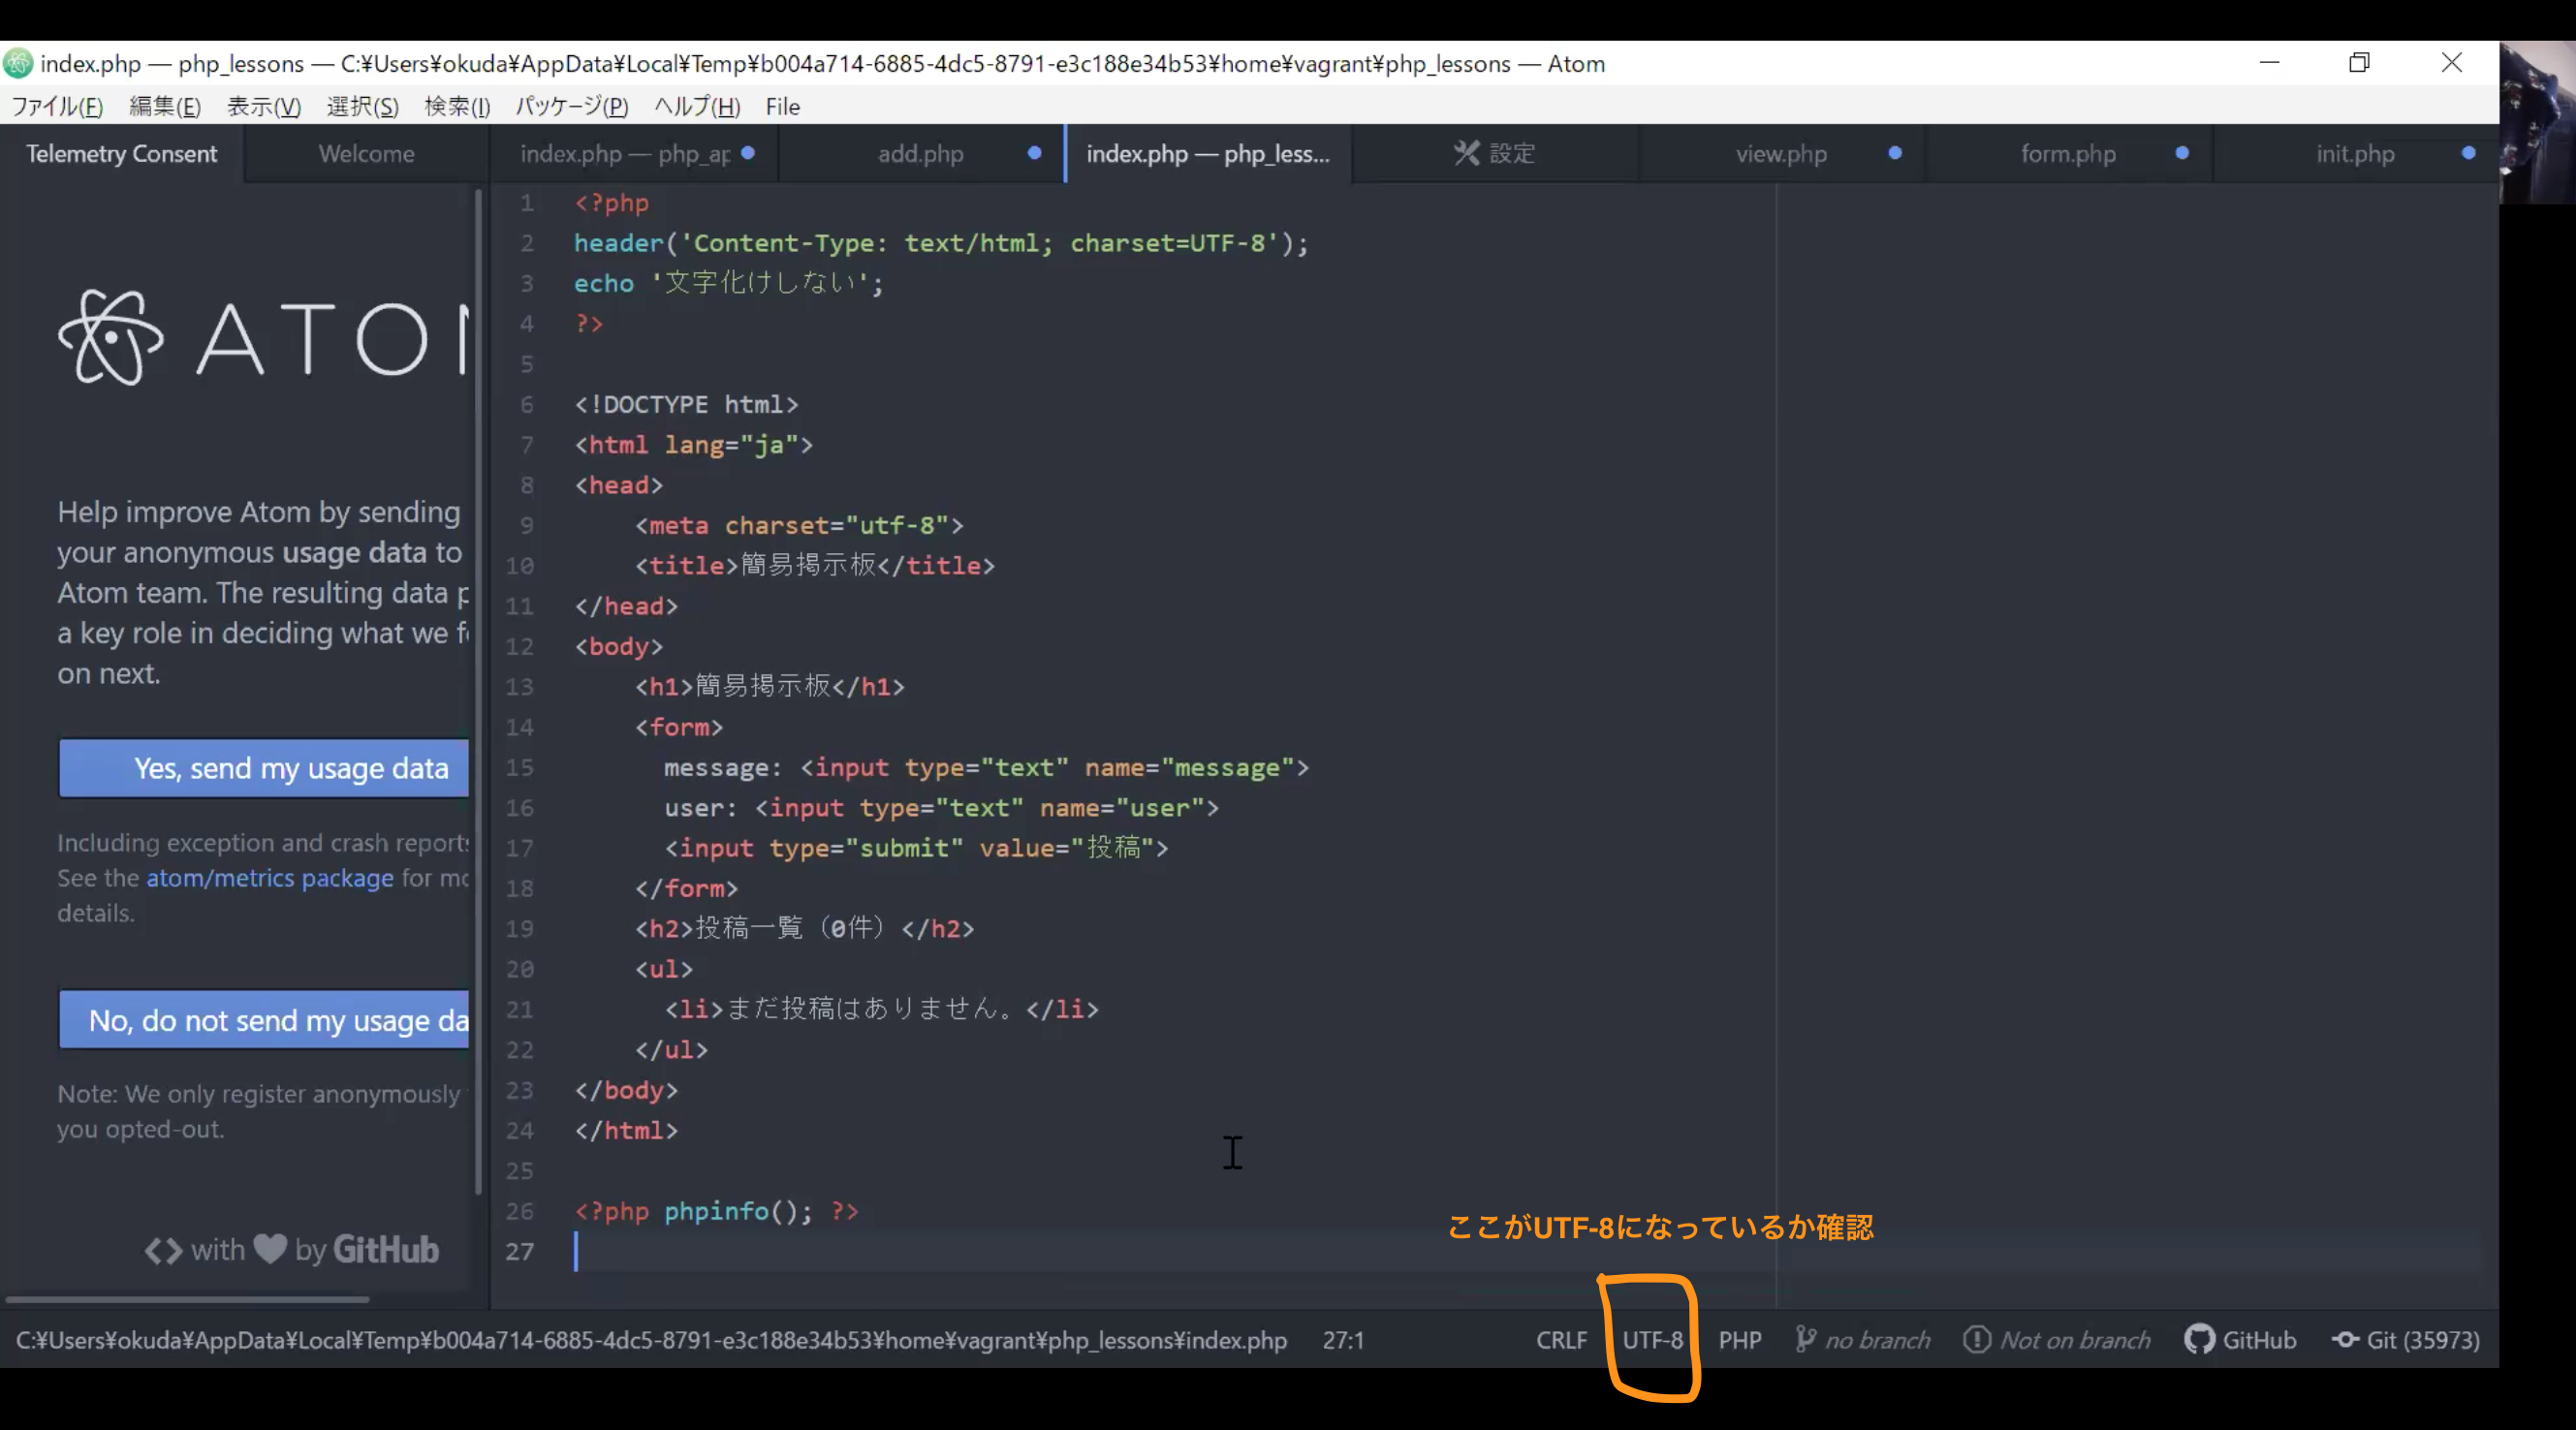 index.php — php_lessons — C:¥Users¥okuda¥AppData¥Local¥Temp¥b004a714-6885-4dc5-8791-e3c188e34b53¥home¥vagrant¥php_lessons — Atom
ファイル(F) 編集(E) 表示(V) 選択(S) 検索(I) パッケージ(P) ヘルプ(H) File
Telemetry Consent Welcome index.php — php_ap add.php index.php — php_less... 設定 view.php form.php init.php
ATOM
Help improve Atom by sending
your anonymous usage data to
Atom team. The resulting data p
a key role in deciding what we fo
on next.
Yes, send my usage data
Including exception and crash reports
See the atom/metrics package for mo
details.
No, do not send my usage da
Note: We only register anonymously
you opted-out.
<> with by GitHub
1 <?php
2 header('Content-Type: text/html; charset=UTF-8');
3 echo '文字化けしない';
4 ?>
5
6 <!DOCTYPE html>
7 <html lang="ja">
8 <head>
9 <meta charset="utf-8">
10 <title>簡易掲示板</title>
11 </head>
12 <body>
13 <h1>簡易掲示板</h1>
14 <form>
15 message: <input type="text" name="message">
16 user: <input type="text" name="user">
17 <input type="submit" value="投稿">
18 </form>
19 <h2>投稿一覧（0件）</h2>
20 <ul>
21 <li>まだ投稿はありません。</li>
22 </ul>
23 </body>
24 </html>
25
26 <?php phpinfo(); ?>
27
ここがUTF-8になっているか確認
C:¥Users¥okuda¥AppData¥Local¥Temp¥b004a714-6885-4dc5-8791-e3c188e34b53¥home¥vagrant¥php_lessons¥index.php 27:1 CRLF UTF-8 PHP no branch Not on branch GitHub Git (35973)